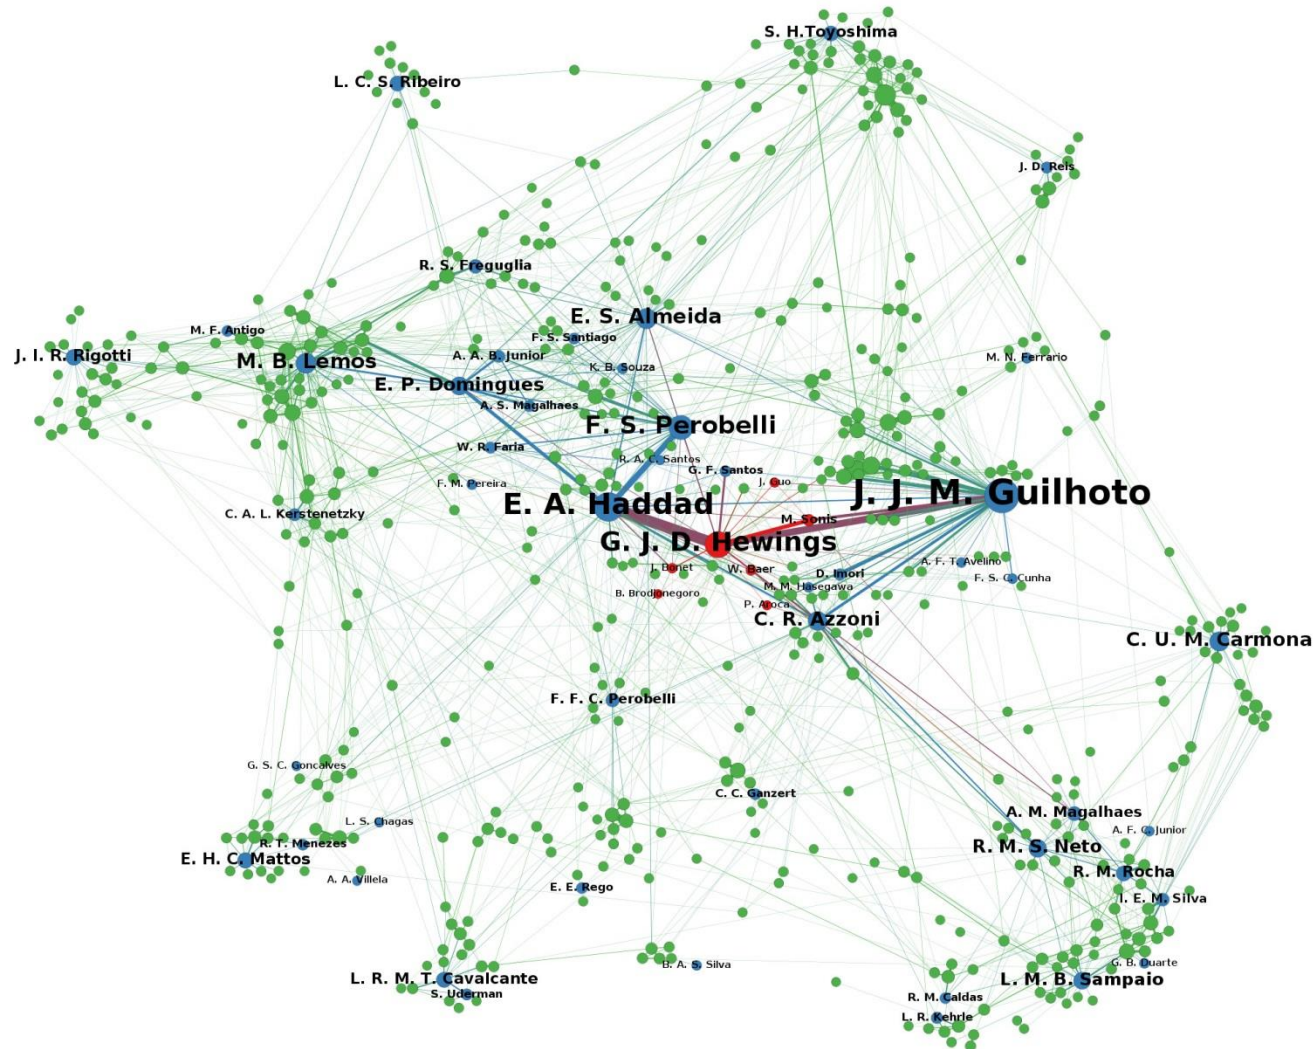 S. H.Toyoshima
L. C. S. Ribeiro
J. D. Reis
R. S. Freguglia
E. S. Almeida
M. F. Antigo
F. S. Santiago
J. I. R. Rigotti
M. B. Lemos
A. A. B. Junior
M. N. Ferrario
K. B. Souza
E. P. Domingues
A. S. Magalhaes
F. S. Perobelli
W. R. Faria
R. A. C. Santos
G. F. Santos
F. M. Pereira
J. Guo
J. J. M. Guilhoto
E. A. Haddad
C. A. L. Kerstenetzky
M. Sonis
G. J. D. Hewings
A. F. T. Avelino
J. Bonet
W. Baer
D. Imori
F. S. C. Cunha
M. M. Hasegawa
B. Brodjonegoro
P. Aroca
C. R. Azzoni
C. U. M. Carmona
F. F. C. Perobelli
G. S. C. Goncalves
C. C. Ganzert
A. M. Magalhaes
L. S. Chagas
A. F. C. Junior
R. T. Menezes
R. M. S. Neto
E. H. C. Mattos
R. M. Rocha
A. A. Villela
E. E. Rego
I. E. M. Silva
B. A. S. Silva
G. B. Duarte
L. R. M. T. Cavalcante
L. M. B. Sampaio
S. Uderman
R. M. Caldas
L. R. Kehrle